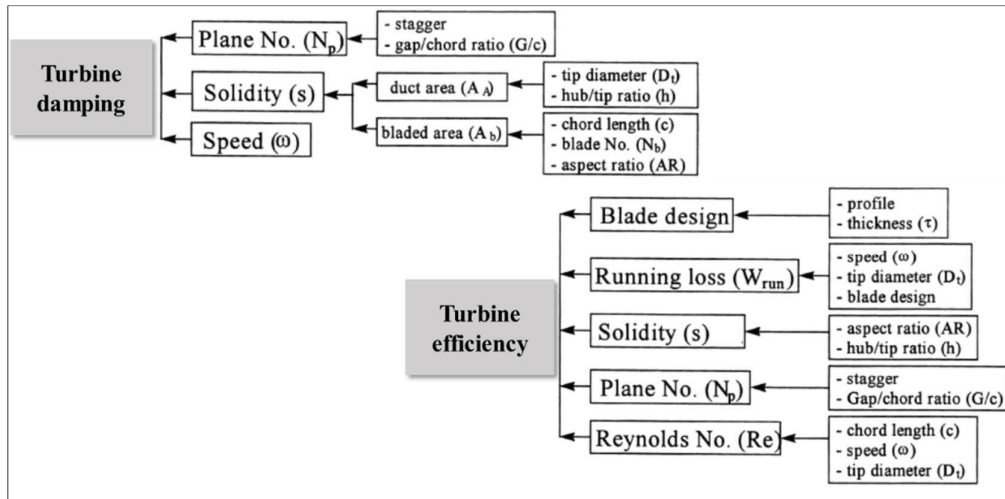 Turbine
damping
Plane No. (Np)
- stagger
- gap/chord ratio (G/c)
Solidity (s)
duct area (A A)
- tip diameter (Dt)
- hub/tip ratio (h)
bladed area (A b)
- chord length (c)
- blade No. (Nb)
- aspect ratio (AR)
Speed (ω)
Turbine
efficiency
Blade design
- profile
- thickness (τ)
Running loss (Wrun)
- speed (ω)
- tip diameter (Dt)
- blade design
Solidity (s)
- aspect ratio (AR)
- hub/tip ratio (h)
Plane No. (Np)
- stagger
- Gap/chord ratio (G/c)
Reynolds No. (Re)
- chord length (c)
- speed (ω)
- tip diameter (Dt)